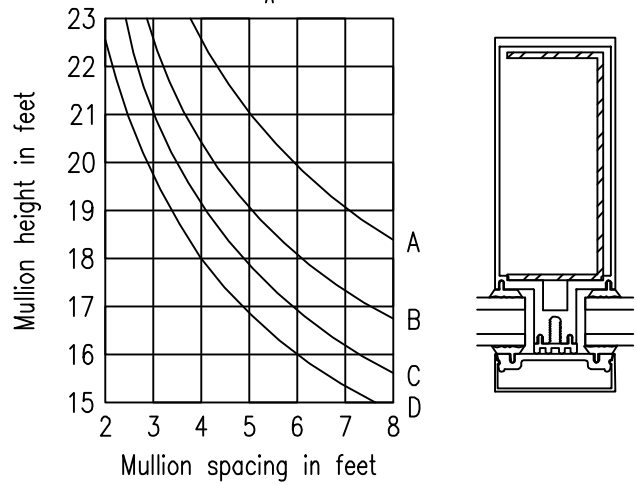 A
23
22
21
20
19
18
17
16
15
2 3 4 5 6 7 8
Mullion height in feet
Mullion spacing in feet
A
B
C
D